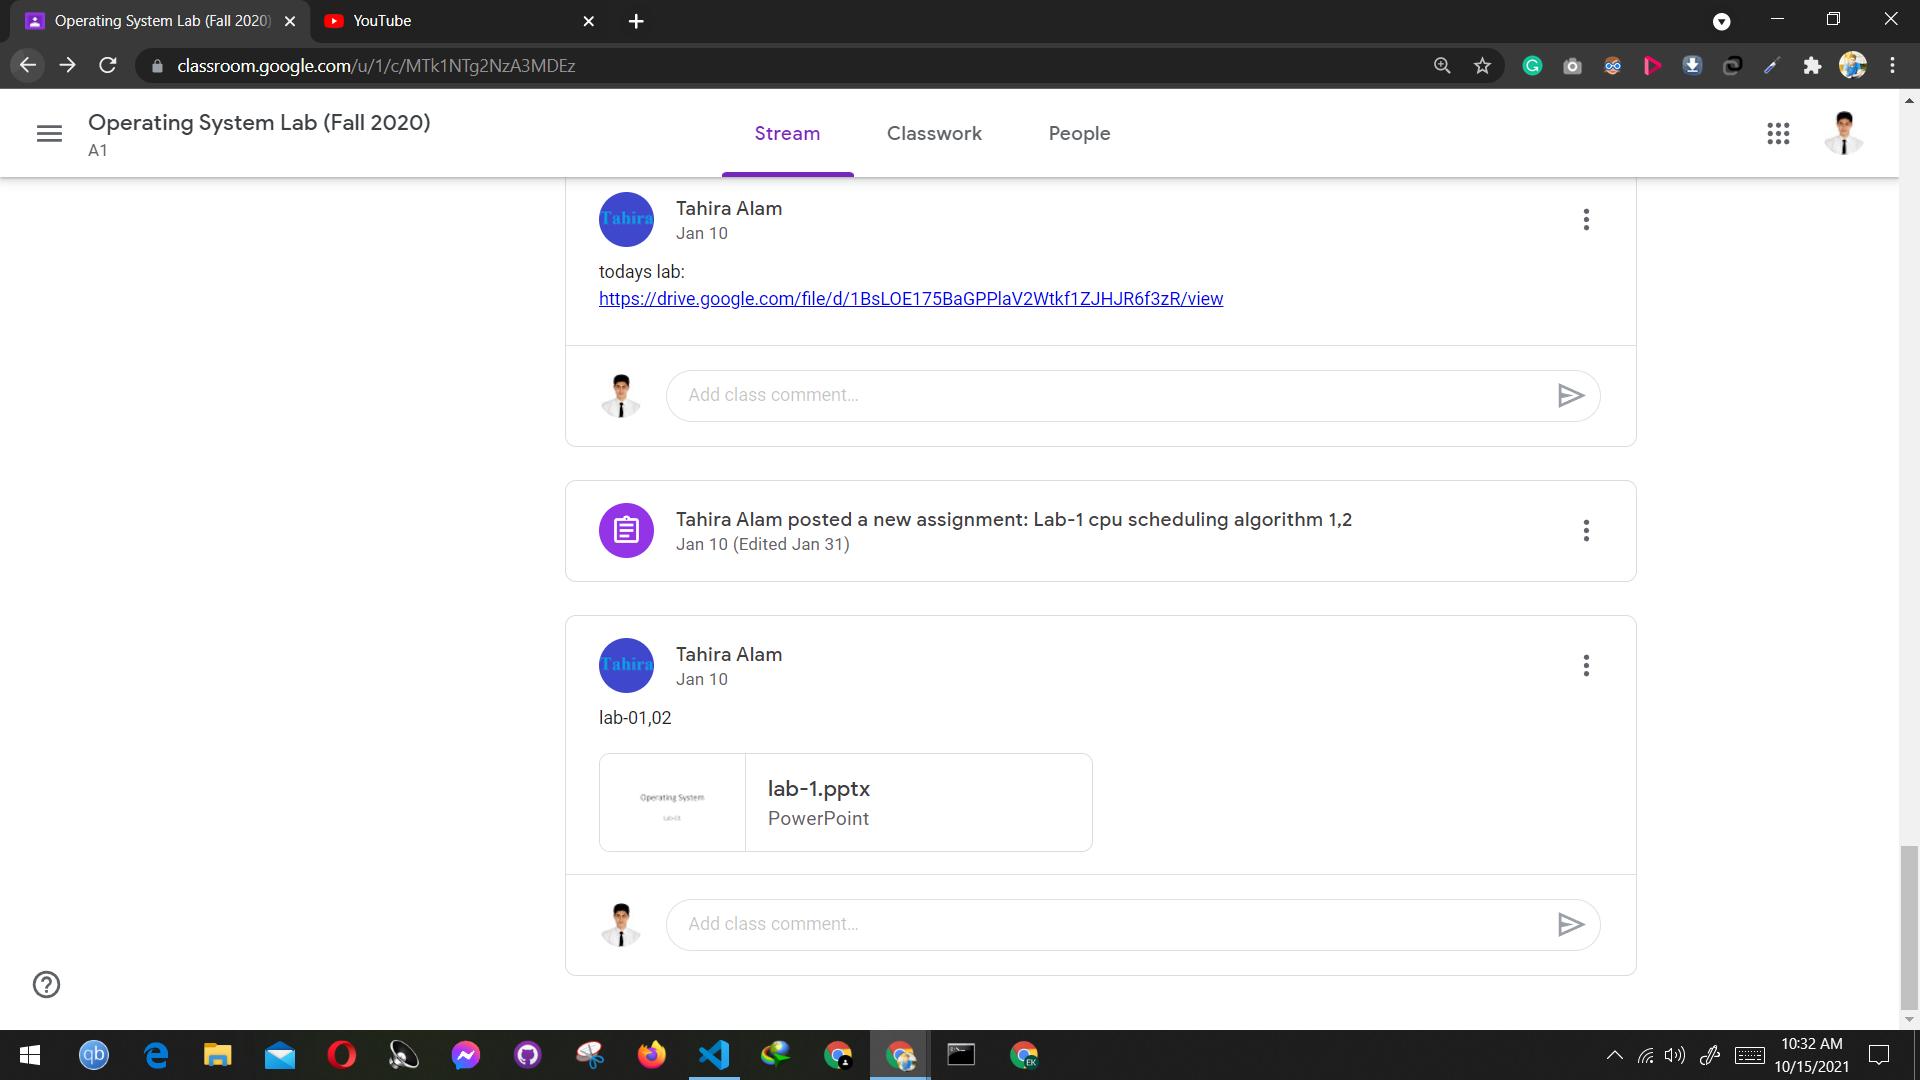 Operating System Lab (Fall 2020)
YouTube
classroom.google.com/u/1/c/MTk1NTg2NzA3MDEz
Operating System Lab (Fall 2020)
A1
Stream
Classwork
People
Tahira
Tahira Alam
Jan 10
todays lab:
https://drive.google.com/file/d/1BsLOE175BaGPPlaV2Wtkf1ZJHJR6f3zR/view
Add class comment...
Tahira Alam posted a new assignment: Lab-1 cpu scheduling algorithm 1,2
Jan 10 (Edited Jan 31)
Tahira
Tahira Alam
Jan 10
lab-01,02
Operating System
Lab-01
lab-1.pptx
PowerPoint
Add class comment...
qb
EK
10:32 AM
10/15/2021